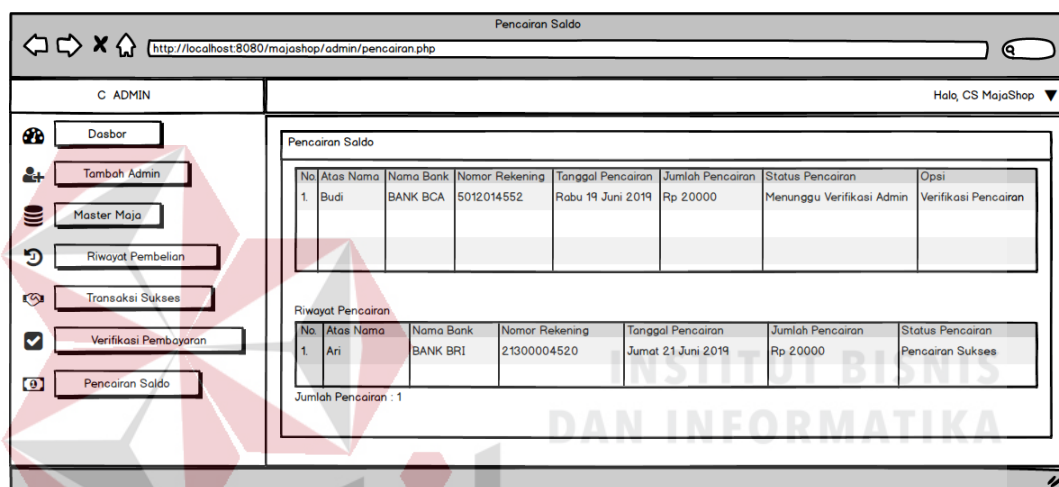 Pencairan Saldo
http://localhost:8080/majashop/admin/pencairan.php
C ADMIN
Halo, CS MajaShop
Dasbor
Tambah Admin
Master Maja
Riwayat Pembelian
Transaksi Sukses
Verifikasi Pembayaran
Pencairan Saldo
Pencairan Saldo
No. Atas Nama Nama Bank Nomor Rekening Tanggal Pencairan Jumlah Pencairan Status Pencairan Opsi
1. Budi BANK BCA 5012014552 Rabu 19 Juni 2019 Rp 20000 Menunggu Verifikasi Admin Verifikasi Pencairan
Riwayat Pencairan
No. Atas Nama Nama Bank Nomor Rekening Tanggal Pencairan Jumlah Pencairan Status Pencairan
1. Ari BANK BRI 21300004520 Jumat 21 Juni 2019 Rp 20000 Pencairan Sukses
Jumlah Pencairan : 1
INSTITUT BISNIS
DAN INFORMATIKA